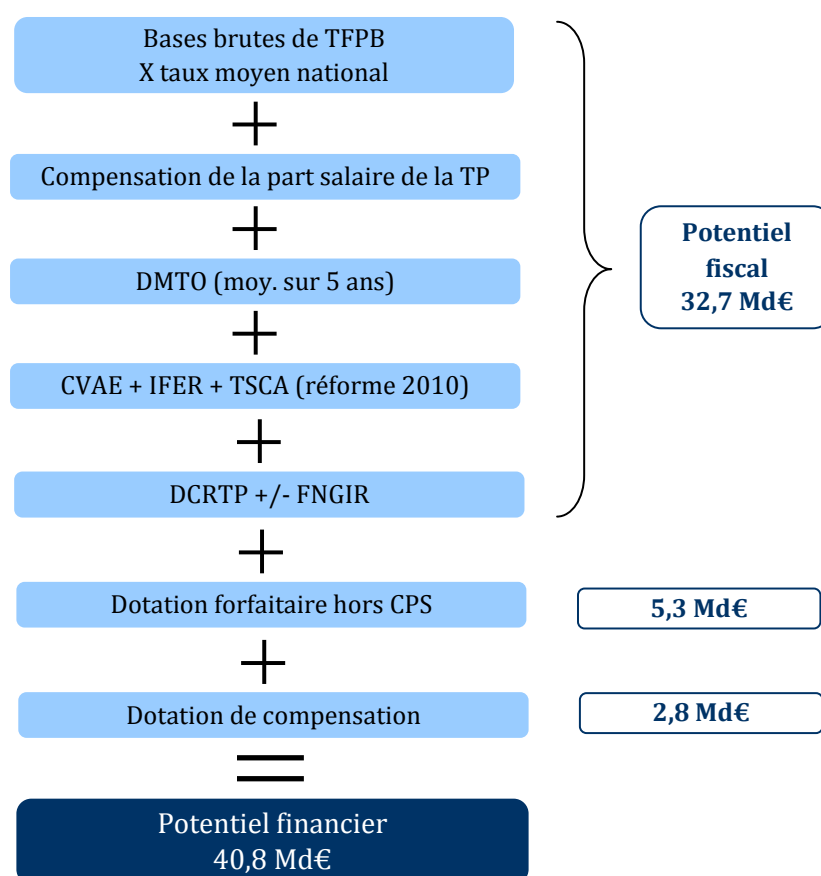 Bases brutes de TFPB
X taux moyen national
+
Compensation de la part salaire de la TP
+
DMTO (moy. sur 5 ans)
+
CVAE + IFER + TSCA (réforme 2010)
+
DCRTP +/- FNGIR
Potentiel
fiscal
32,7 Md€
+
Dotation forfaitaire hors CPS
5,3 Md€
+
Dotation de compensation
2,8 Md€
=
Potentiel financier
40,8 Md€